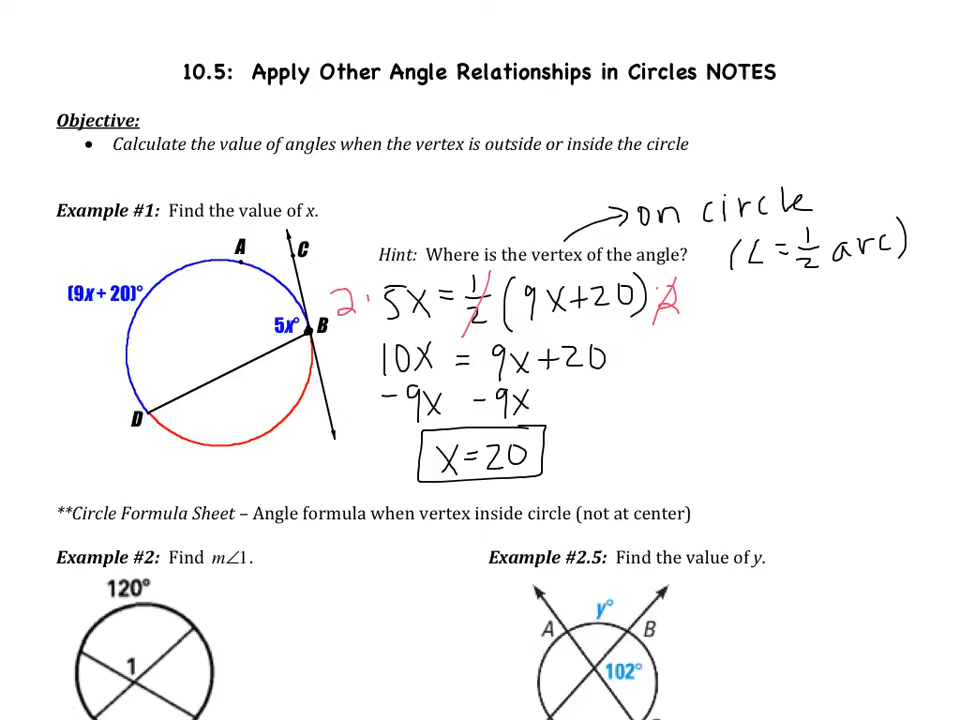 10.5: Apply Other Angle Relationships in Circles NOTES
Objective:
• Calculate the value of angles when the vertex is outside or inside the circle
Example #1: Find the value of x.
on circle
Hint: Where is the vertex of the angle?
(∠ = 1/2 arc)
A
C
(9x + 20)°
5x°
B
D
2 · 5x = 1/2 (9x+20) · 2
10x = 9x+20
-9x -9x
x=20
**Circle Formula Sheet – Angle formula when vertex inside circle (not at center)
Example #2: Find m∠1.
Example #2.5: Find the value of y.
120°
1
y°
A
B
102°